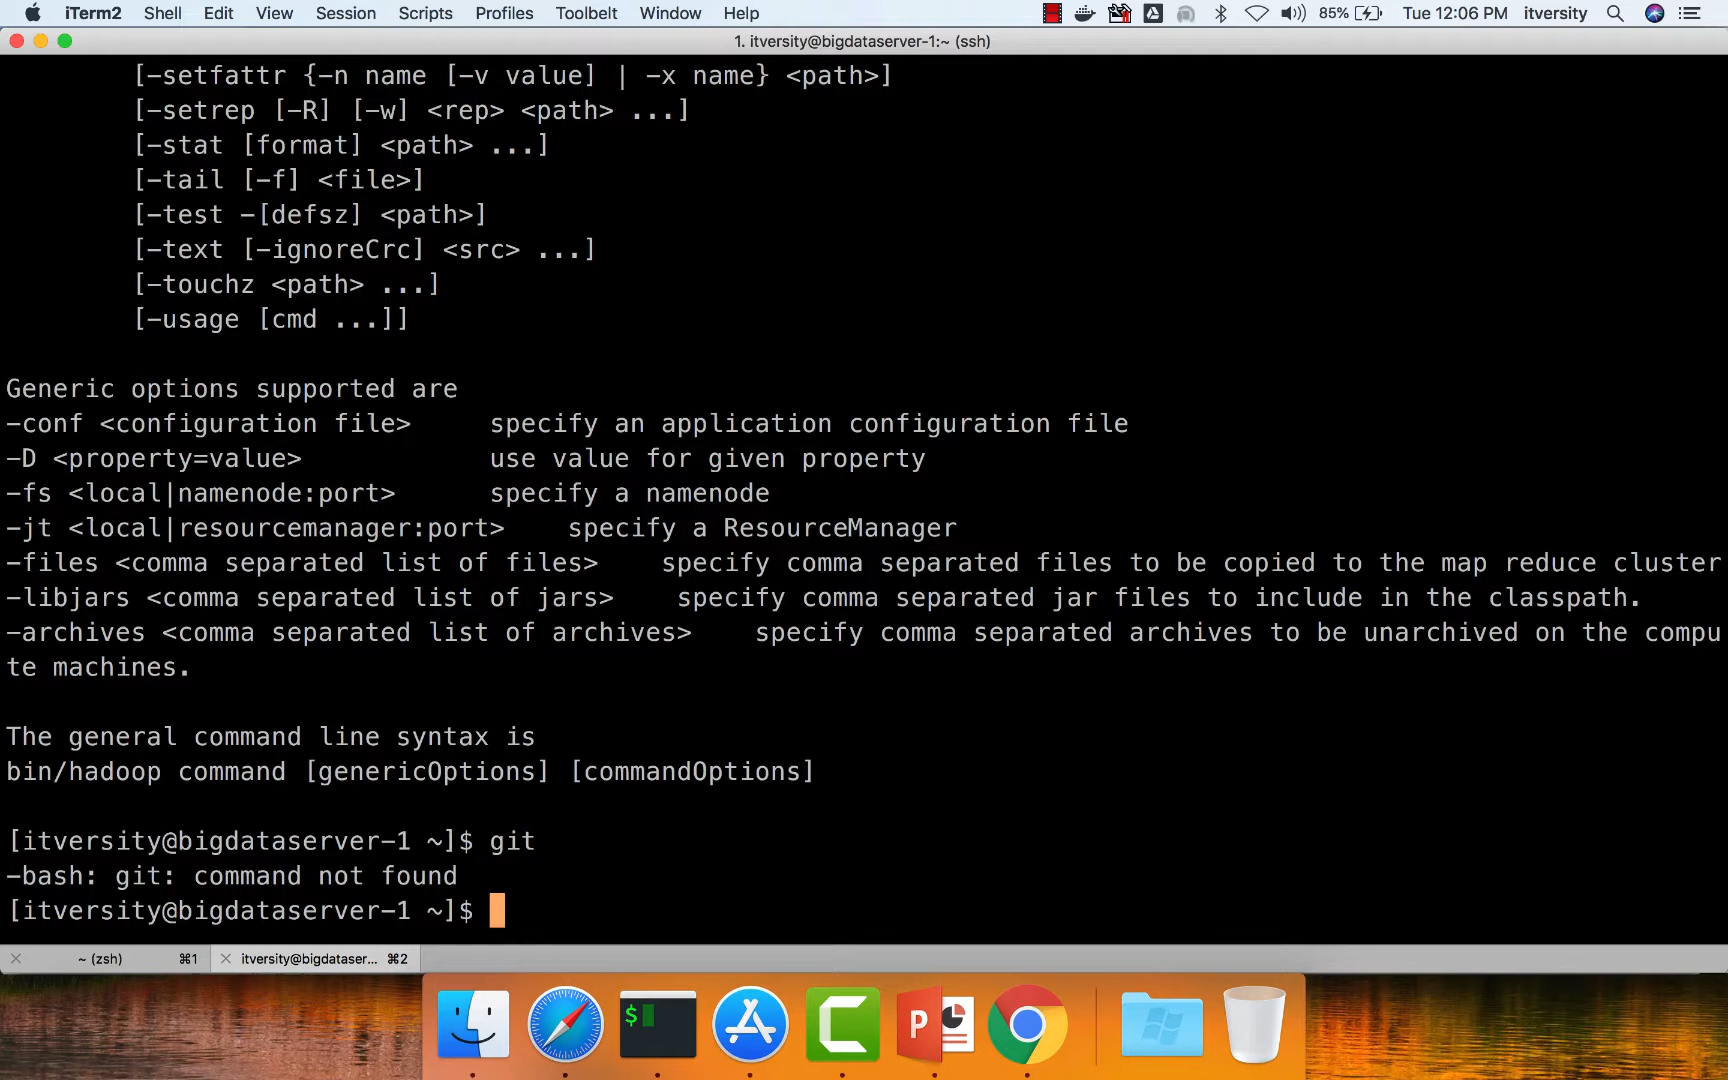 iTerm2 Shell Edit View Session Scripts Profiles Toolbelt Window Help 85% Tue 12:06 PM itversity
1. itversity@bigdataserver-1:~ (ssh)
[-setfattr {-n name [-v value] | -x name} <path>]
[-setrep [-R] [-w] <rep> <path> ...]
[-stat [format] <path> ...]
[-tail [-f] <file>]
[-test -[defsz] <path>]
[-text [-ignoreCrc] <src> ...]
[-touchz <path> ...]
[-usage [cmd ...]]
Generic options supported are
-conf <configuration file>     specify an application configuration file
-D <property=value>            use value for given property
-fs <local|namenode:port>      specify a namenode
-jt <local|resourcemanager:port>    specify a ResourceManager
-files <comma separated list of files>    specify comma separated files to be copied to the map reduce cluster
-libjars <comma separated list of jars>    specify comma separated jar files to include in the classpath.
-archives <comma separated list of archives>    specify comma separated archives to be unarchived on the compu
te machines.
The general command line syntax is
bin/hadoop command [genericOptions] [commandOptions]
[itversity@bigdataserver-1 ~]$ git
-bash: git: command not found
[itversity@bigdataserver-1 ~]$
~ (zsh) ⌘1 itversity@bigdataser... ⌘2
$
P